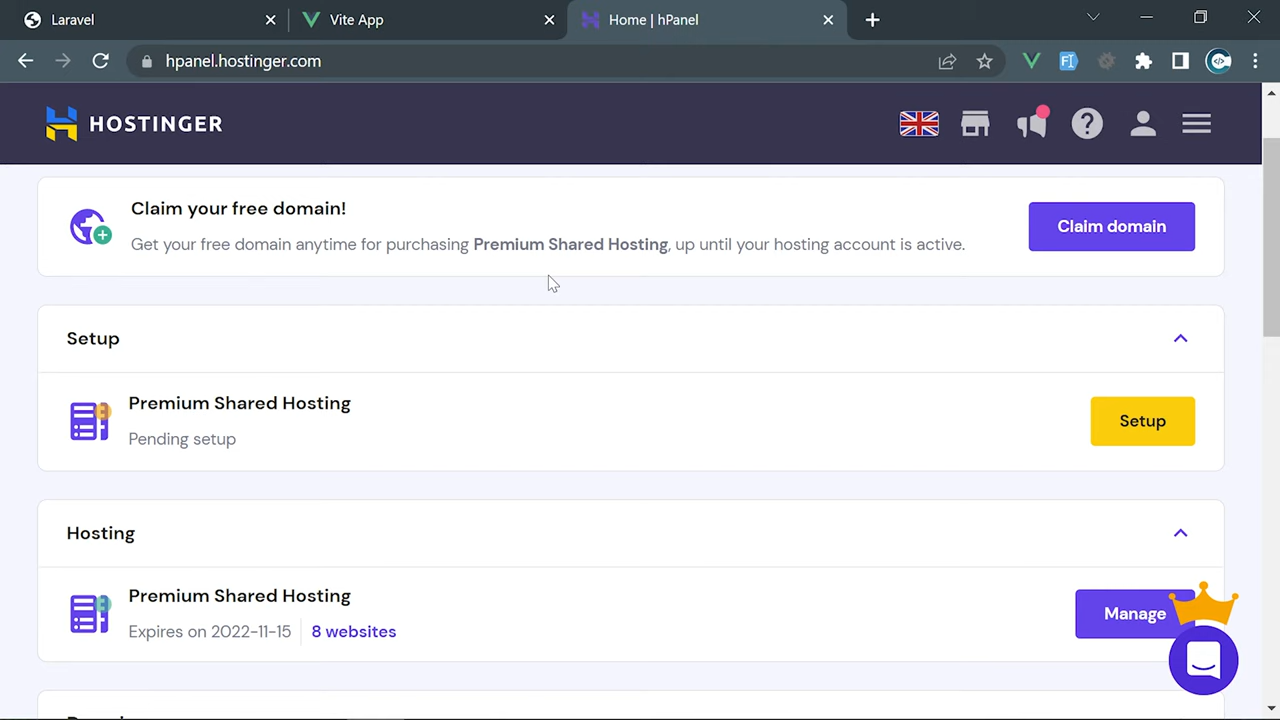 Laravel
Vite App
Home | hPanel
hpanel.hostinger.com
HOSTINGER
Claim your free domain!
Get your free domain anytime for purchasing Premium Shared Hosting, up until your hosting account is active.
Claim domain
Setup
Premium Shared Hosting
Pending setup
Setup
Hosting
Premium Shared Hosting
Expires on 2022-11-15
8 websites
Manage